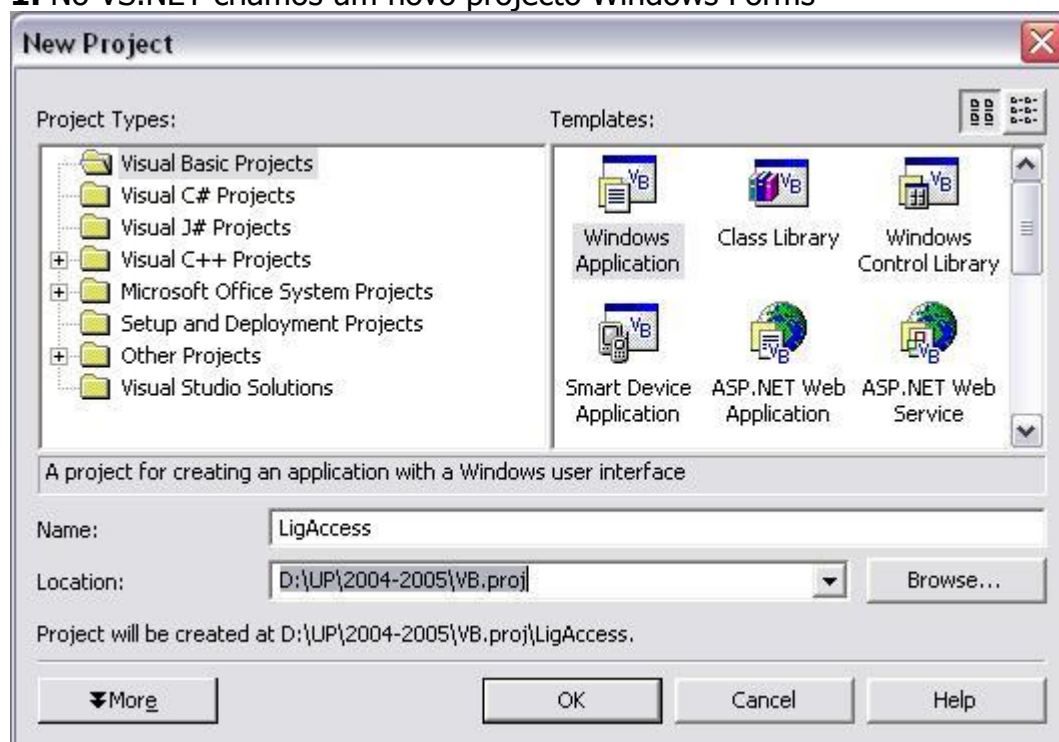 1. No VS.NET criamos um novo projecto Windows Forms
New Project
Project Types:
Templates:
Visual Basic Projects
Visual C# Projects
Visual J# Projects
Visual C++ Projects
Microsoft Office System Projects
Setup and Deployment Projects
Other Projects
Visual Studio Solutions
Windows Application
Class Library
Windows Control Library
Smart Device Application
ASP.NET Web Application
ASP.NET Web Service
A project for creating an application with a Windows user interface
Name:
LigAccess
Location:
D:\UP\2004-2005\VB.proj
Browse...
Project will be created at D:\UP\2004-2005\VB.proj\LigAccess.
More
OK
Cancel
Help